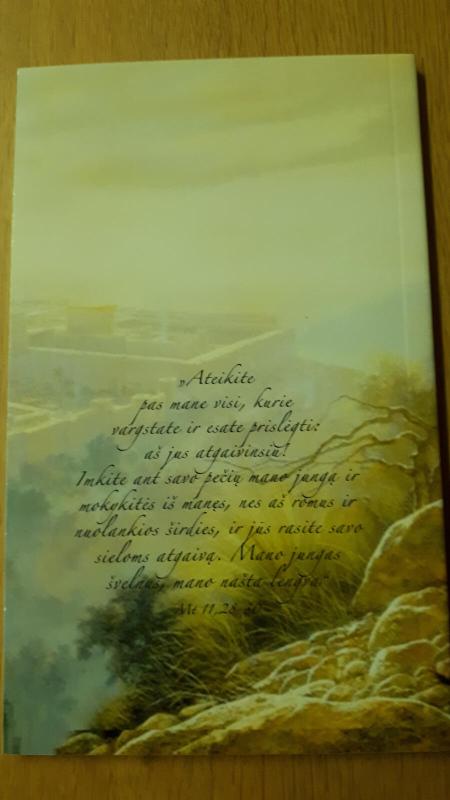 „Ateikite
pas mane visi, kurie
vargstate ir esate prislėgti:
aš jus atgaivinsiu!
Imkite ant savo pečių mano jungą ir
mokykitės iš manęs, nes aš romus ir
nuolankios širdies, ir jūs rasite savo
sieloms atgaivą. Mano jungas
švelnus, mano našta lengva“
Mt 11,28-30